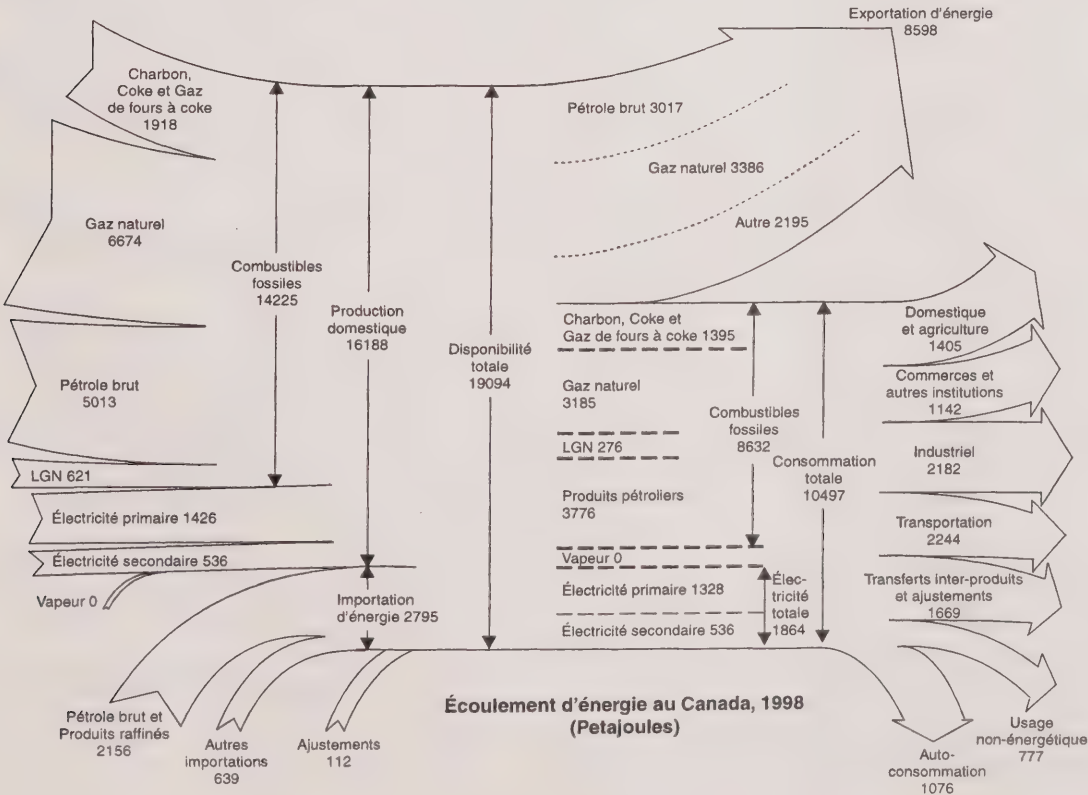 Exportation d'énergie
8598
Charbon,
Coke et Gaz
de fours à coke
1918
Pétrole brut 3017
Gaz naturel 3386
Autre 2195
Gaz naturel
6674
Combustibles
fossiles
14225
Production
domestique
16188
Disponibilité
totale
19094
Charbon, Coke et
Gaz de fours à coke 1395
Domestique
et agriculture
1405
Pétrole brut
5013
Gaz naturel
3185
Combustibles
fossiles
8632
Commerces et
autres institutions
1142
LGN 276
Consommation
totale
10497
Industriel
2182
LGN 621
Produits pétroliers
3776
Électricité primaire 1426
Transportation
2244
Électricité secondaire 536
Vapeur 0
Vapeur 0
Importation
d'énergie 2795
Électricité primaire 1328
Élec-
tricité
totale
1864
Transferts inter-produits
et ajustements
1669
Électricité secondaire 536
Écoulement d'énergie au Canada, 1998
(Petajoules)
Pétrole brut et
Produits raffinés
2156
Autres
importations
639
Ajustements
112
Usage
non-énergétique
777
Auto-
consommation
1076